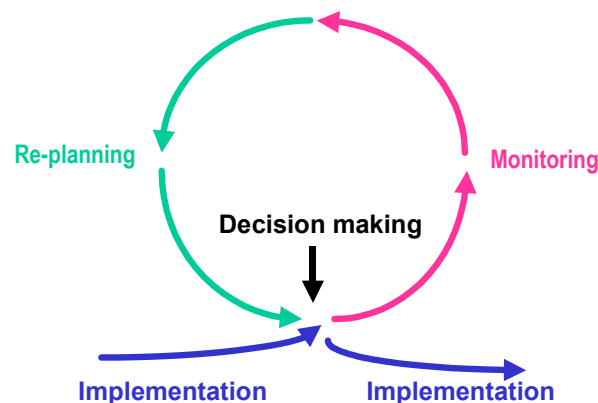 Re-planning
Monitoring
Decision making
Implementation
Implementation